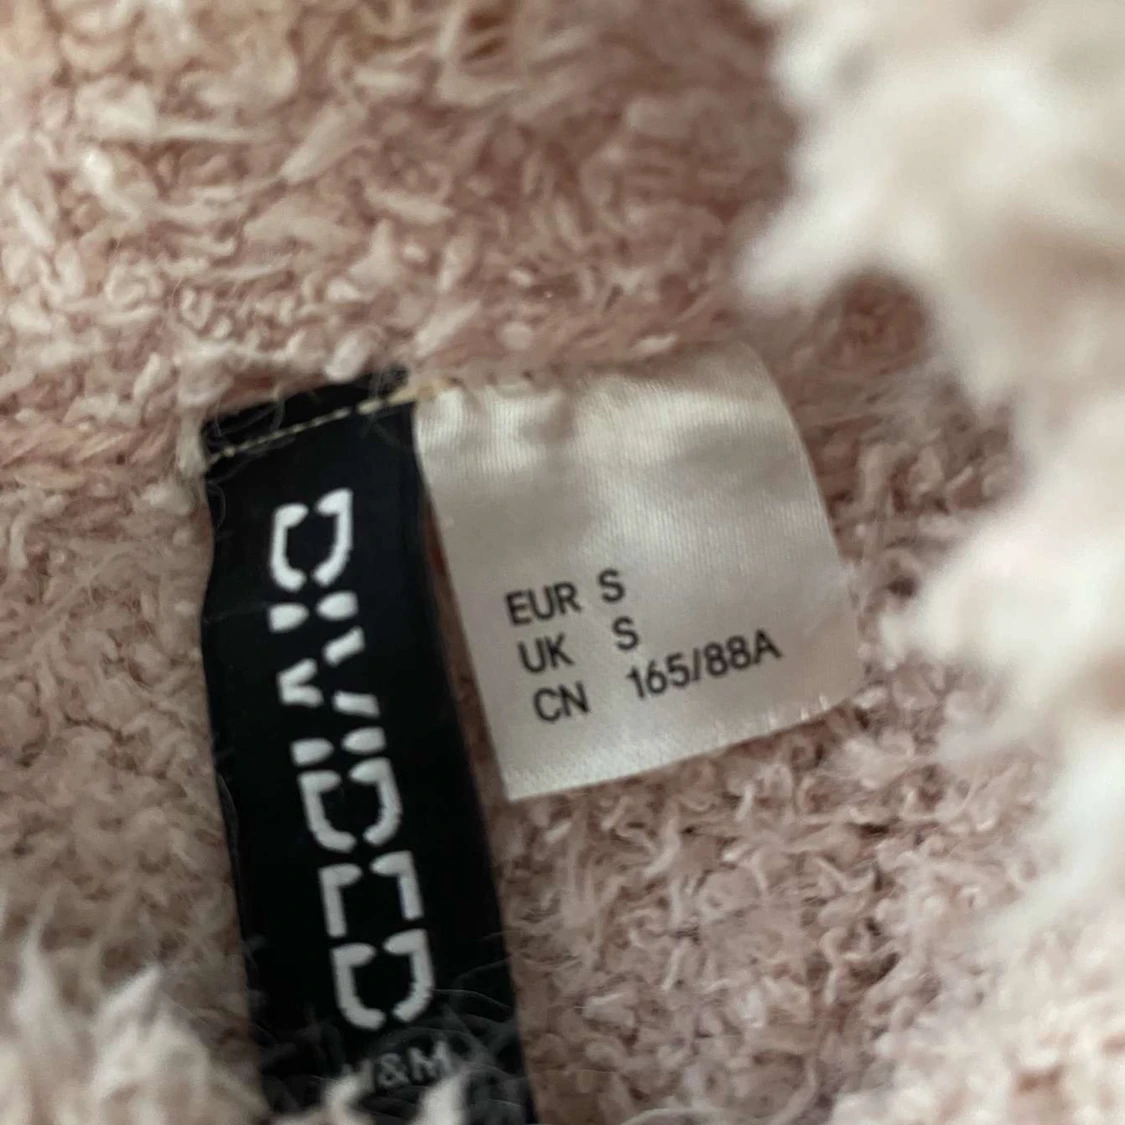 DIVIDED
H&M
EUR S
UK S
CN 165/88A